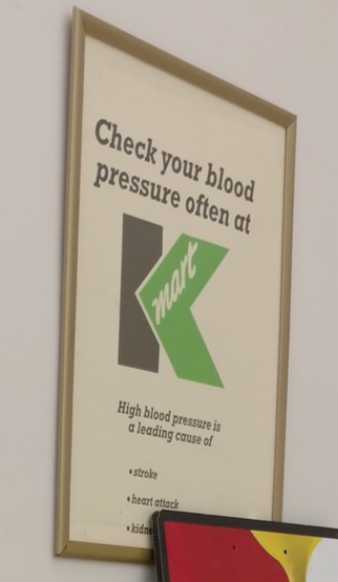 Check your blood
pressure often at
K
mart
High blood pressure is
a leading cause of
• stroke
• heart attack